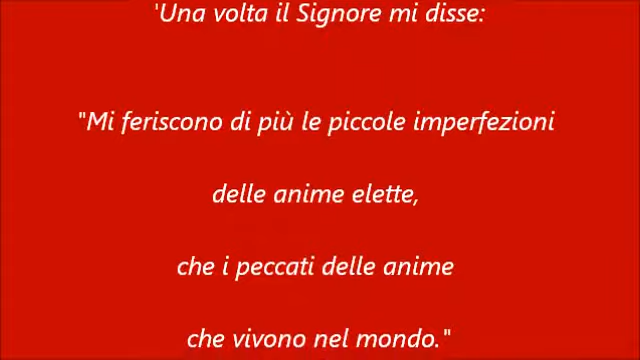 'Una volta il Signore mi disse:
"Mi feriscono di più le piccole imperfezioni
delle anime elette,
che i peccati delle anime
che vivono nel mondo."